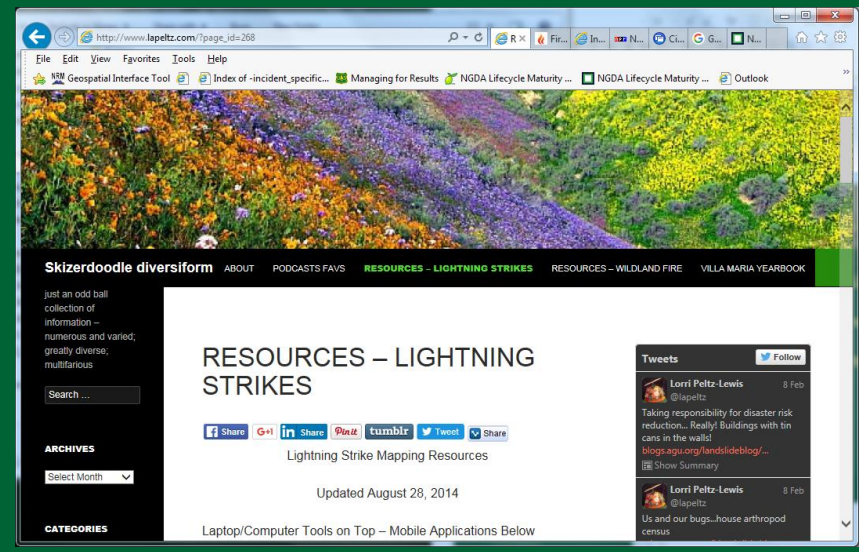 http://www.lapeltz.com/?page_id=268
R
Fir...
In...
N...
Ci...
G...
N...
File Edit View Favorites Tools Help
NRM Geospatial Interface Tool
Index of -incident_specific...
Managing for Results
NGDA Lifecycle Maturity ...
NGDA Lifecycle Maturity ...
Outlook
Skizerdoodle diversiform
ABOUT
PODCASTS FAVS
RESOURCES – LIGHTNING STRIKES
RESOURCES – WILDLAND FIRE
VILLA MARIA YEARBOOK
just an odd ball
collection of
information –
numerous and varied;
greatly diverse;
multifarious
Search ...
ARCHIVES
Select Month
CATEGORIES
RESOURCES – LIGHTNING
STRIKES
Share
G+1
Share
Pinit
tumblr
Tweet
Share
Lightning Strike Mapping Resources
Updated August 28, 2014
Laptop/Computer Tools on Top – Mobile Applications Below
Tweets
Follow
Lorri Peltz-Lewis 8 Feb
@lapeltz
Taking responsibility for disaster risk
reduction... Really! Buildings with tin
cans in the walls!
blogs.agu.org/landslideblog/...
Show Summary
Lorri Peltz-Lewis 8 Feb
@lapeltz
Us and our bugs...house arthropod
census